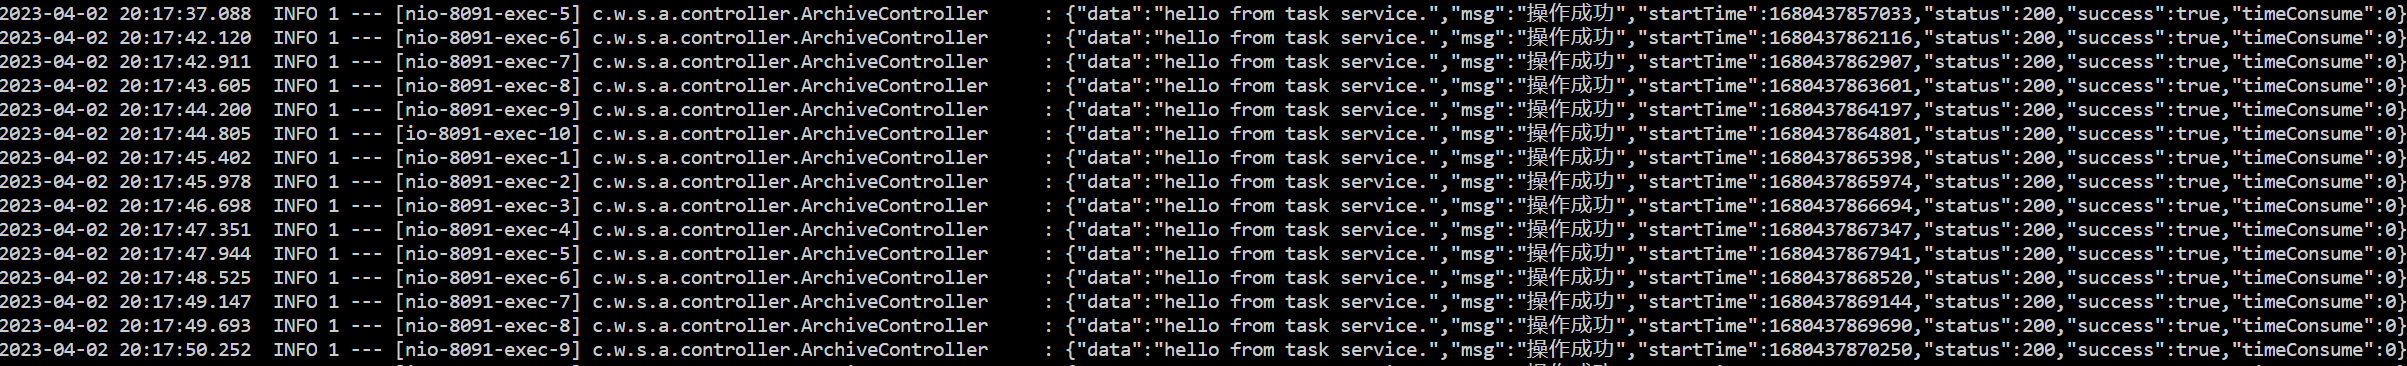 2023-04-02 20:17:37.088  INFO 1 --- [nio-8091-exec-5] c.w.s.a.controller.ArchiveController     : {"data":"hello from task service.","msg":"操作成功","startTime":1680437857033,"status":200,"success":true,"timeConsume":0}
2023-04-02 20:17:42.120  INFO 1 --- [nio-8091-exec-6] c.w.s.a.controller.ArchiveController     : {"data":"hello from task service.","msg":"操作成功","startTime":1680437862116,"status":200,"success":true,"timeConsume":0}
2023-04-02 20:17:42.911  INFO 1 --- [nio-8091-exec-7] c.w.s.a.controller.ArchiveController     : {"data":"hello from task service.","msg":"操作成功","startTime":1680437862907,"status":200,"success":true,"timeConsume":0}
2023-04-02 20:17:43.605  INFO 1 --- [nio-8091-exec-8] c.w.s.a.controller.ArchiveController     : {"data":"hello from task service.","msg":"操作成功","startTime":1680437863601,"status":200,"success":true,"timeConsume":0}
2023-04-02 20:17:44.200  INFO 1 --- [nio-8091-exec-9] c.w.s.a.controller.ArchiveController     : {"data":"hello from task service.","msg":"操作成功","startTime":1680437864197,"status":200,"success":true,"timeConsume":0}
2023-04-02 20:17:44.805  INFO 1 --- [io-8091-exec-10] c.w.s.a.controller.ArchiveController     : {"data":"hello from task service.","msg":"操作成功","startTime":1680437864801,"status":200,"success":true,"timeConsume":0}
2023-04-02 20:17:45.402  INFO 1 --- [nio-8091-exec-1] c.w.s.a.controller.ArchiveController     : {"data":"hello from task service.","msg":"操作成功","startTime":1680437865398,"status":200,"success":true,"timeConsume":0}
2023-04-02 20:17:45.978  INFO 1 --- [nio-8091-exec-2] c.w.s.a.controller.ArchiveController     : {"data":"hello from task service.","msg":"操作成功","startTime":1680437865974,"status":200,"success":true,"timeConsume":0}
2023-04-02 20:17:46.698  INFO 1 --- [nio-8091-exec-3] c.w.s.a.controller.ArchiveController     : {"data":"hello from task service.","msg":"操作成功","startTime":1680437866694,"status":200,"success":true,"timeConsume":0}
2023-04-02 20:17:47.351  INFO 1 --- [nio-8091-exec-4] c.w.s.a.controller.ArchiveController     : {"data":"hello from task service.","msg":"操作成功","startTime":1680437867347,"status":200,"success":true,"timeConsume":0}
2023-04-02 20:17:47.944  INFO 1 --- [nio-8091-exec-5] c.w.s.a.controller.ArchiveController     : {"data":"hello from task service.","msg":"操作成功","startTime":1680437867941,"status":200,"success":true,"timeConsume":0}
2023-04-02 20:17:48.525  INFO 1 --- [nio-8091-exec-6] c.w.s.a.controller.ArchiveController     : {"data":"hello from task service.","msg":"操作成功","startTime":1680437868520,"status":200,"success":true,"timeConsume":0}
2023-04-02 20:17:49.147  INFO 1 --- [nio-8091-exec-7] c.w.s.a.controller.ArchiveController     : {"data":"hello from task service.","msg":"操作成功","startTime":1680437869144,"status":200,"success":true,"timeConsume":0}
2023-04-02 20:17:49.693  INFO 1 --- [nio-8091-exec-8] c.w.s.a.controller.ArchiveController     : {"data":"hello from task service.","msg":"操作成功","startTime":1680437869690,"status":200,"success":true,"timeConsume":0}
2023-04-02 20:17:50.252  INFO 1 --- [nio-8091-exec-9] c.w.s.a.controller.ArchiveController     : {"data":"hello from task service.","msg":"操作成功","startTime":1680437870250,"status":200,"success":true,"timeConsume":0}